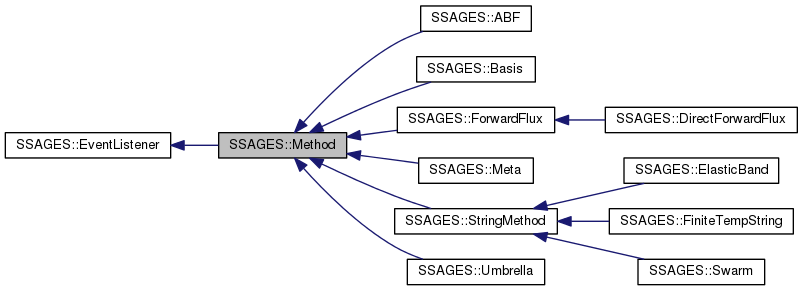 SSAGES::ABF
SSAGES::Basis
SSAGES::ForwardFlux
SSAGES::DirectForwardFlux
SSAGES::EventListener
SSAGES::Method
SSAGES::Meta
SSAGES::ElasticBand
SSAGES::StringMethod
SSAGES::FiniteTempString
SSAGES::Umbrella
SSAGES::Swarm